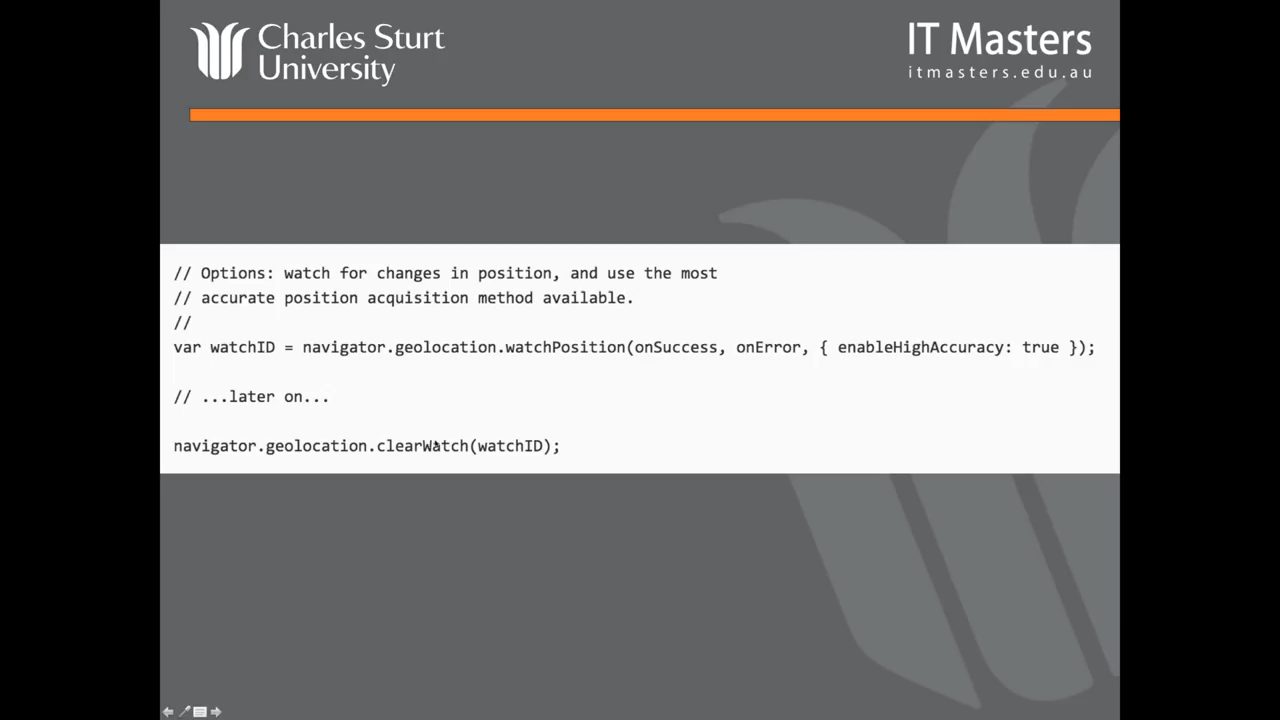 Charles Sturt
University
IT Masters
itmasters.edu.au
// Options: watch for changes in position, and use the most
// accurate position acquisition method available.
//
var watchID = navigator.geolocation.watchPosition(onSuccess, onError, { enableHighAccuracy: true });
// ...later on...
navigator.geolocation.clearWatch(watchID);